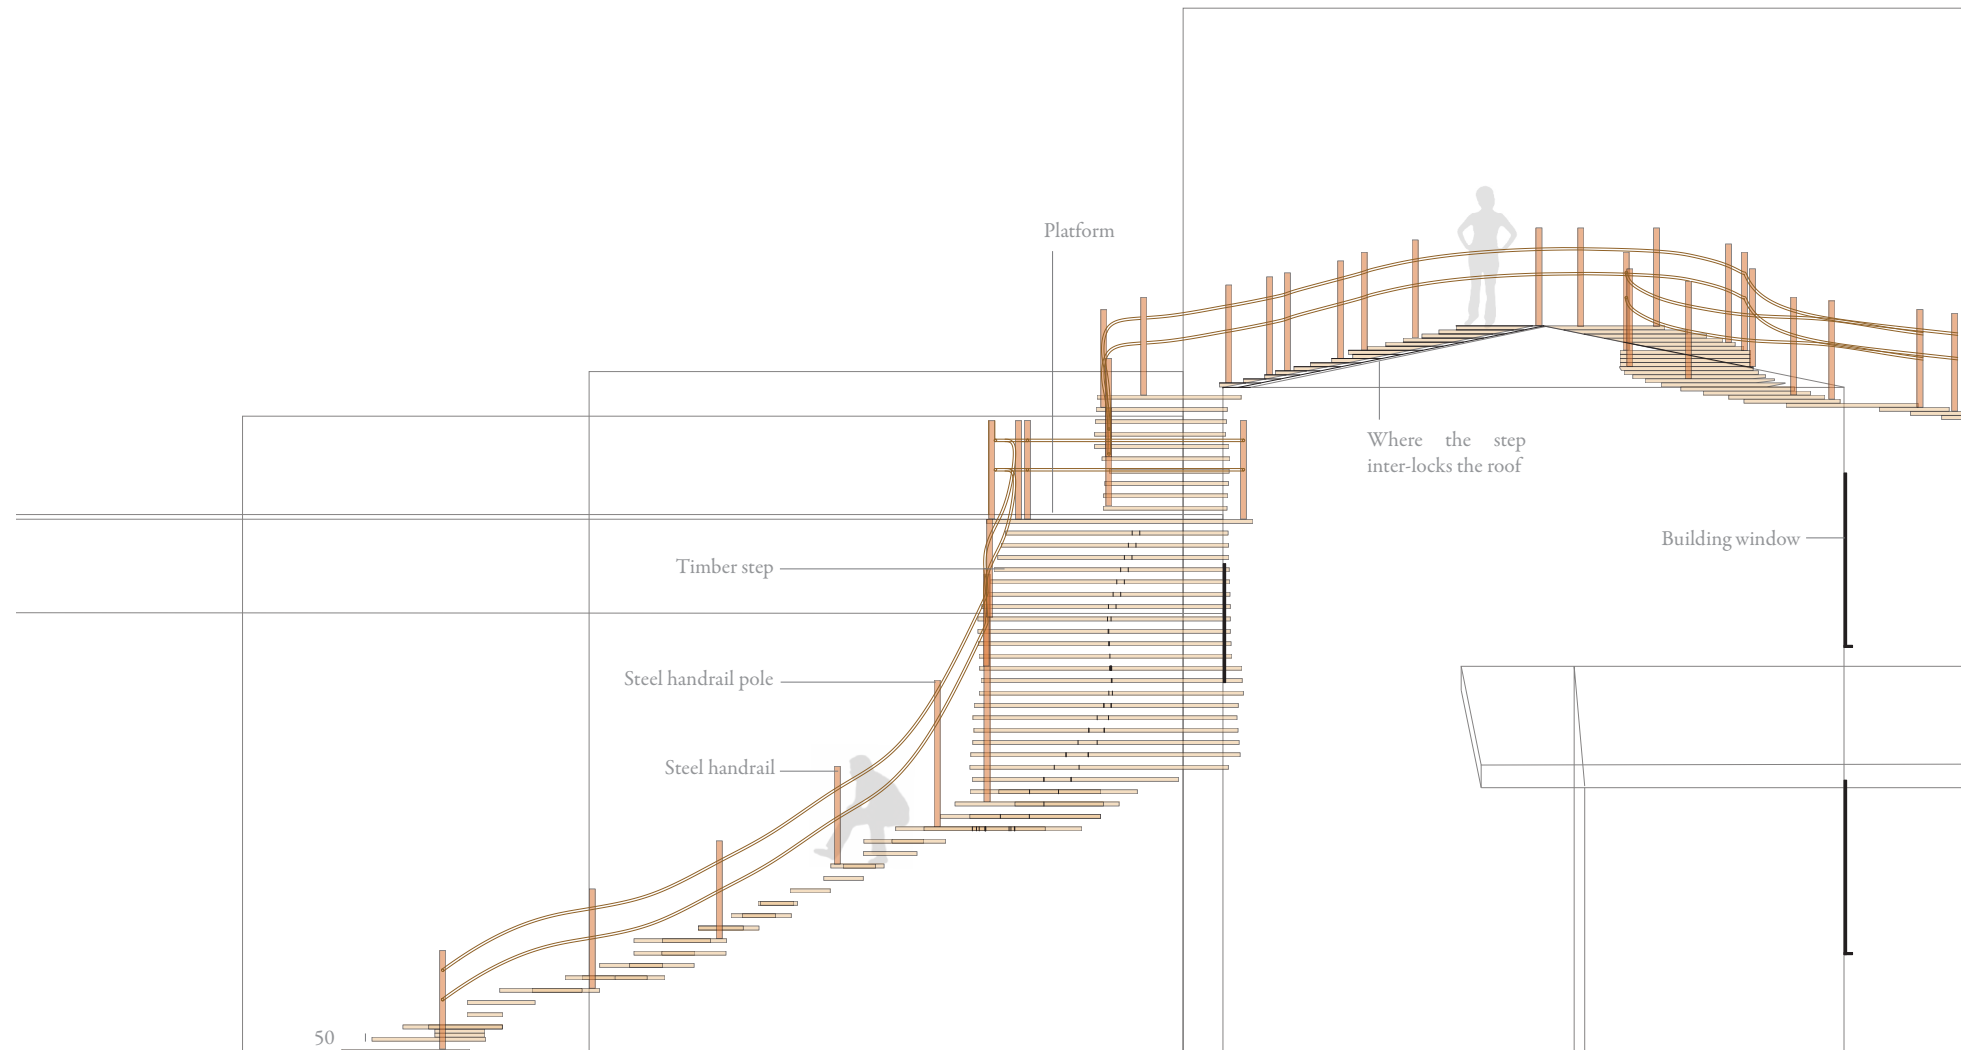 Platform
Where the step
inter-locks the roof
Building window
Timber step
Steel handrail pole
Steel handrail
50